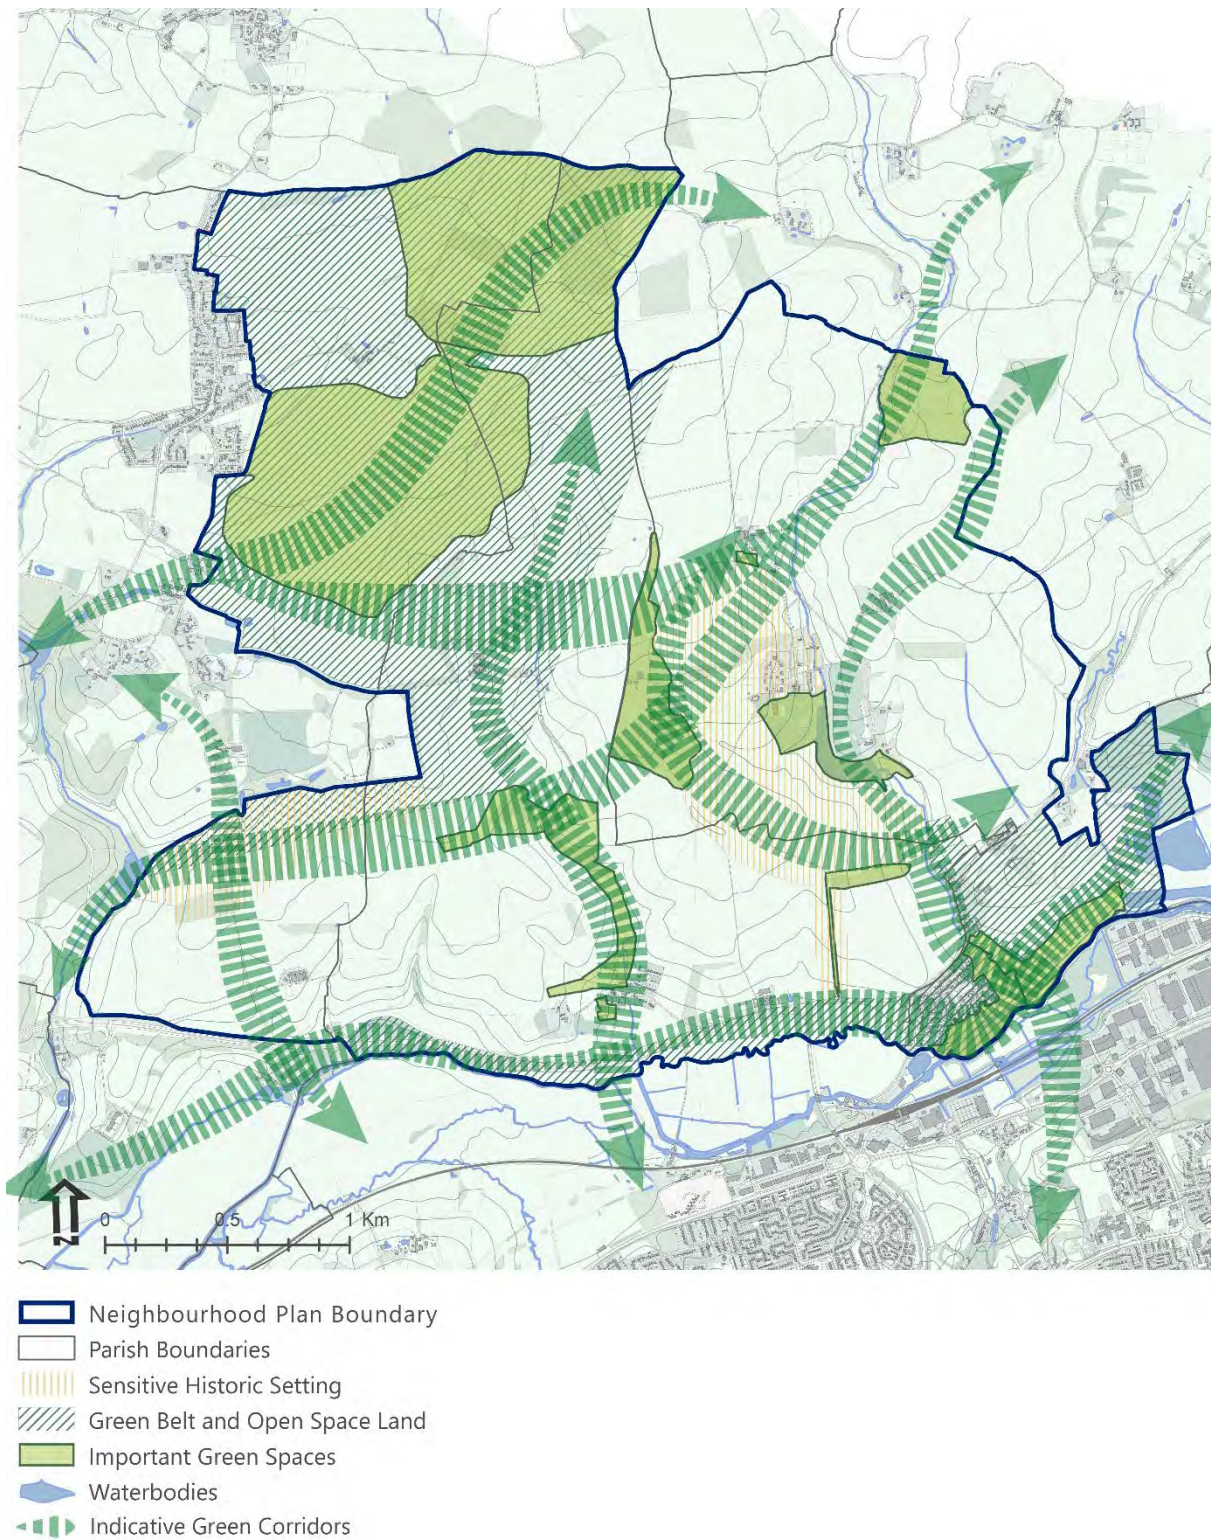 N
0 0.5 1 Km
Neighbourhood Plan Boundary
Parish Boundaries
Sensitive Historic Setting
Green Belt and Open Space Land
Important Green Spaces
Waterbodies
Indicative Green Corridors